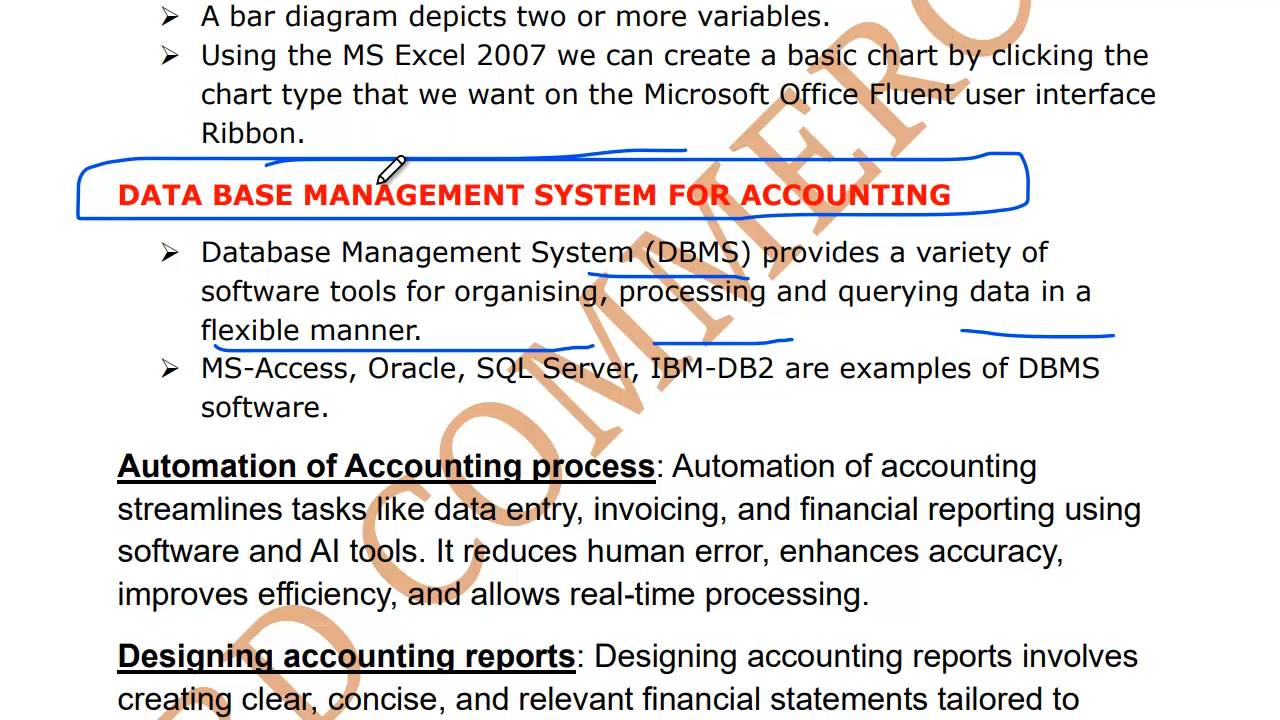 ➢ A bar diagram depicts two or more variables.
➢ Using the MS Excel 2007 we can create a basic chart by clicking the
chart type that we want on the Microsoft Office Fluent user interface
Ribbon.
DATA BASE MANAGEMENT SYSTEM FOR ACCOUNTING
➢ Database Management System (DBMS) provides a variety of
software tools for organising, processing and querying data in a
flexible manner.
➢ MS-Access, Oracle, SQL Server, IBM-DB2 are examples of DBMS
software.
Automation of Accounting process: Automation of accounting
streamlines tasks like data entry, invoicing, and financial reporting using
software and AI tools. It reduces human error, enhances accuracy,
improves efficiency, and allows real-time processing.
Designing accounting reports: Designing accounting reports involves
creating clear, concise, and relevant financial statements tailored to